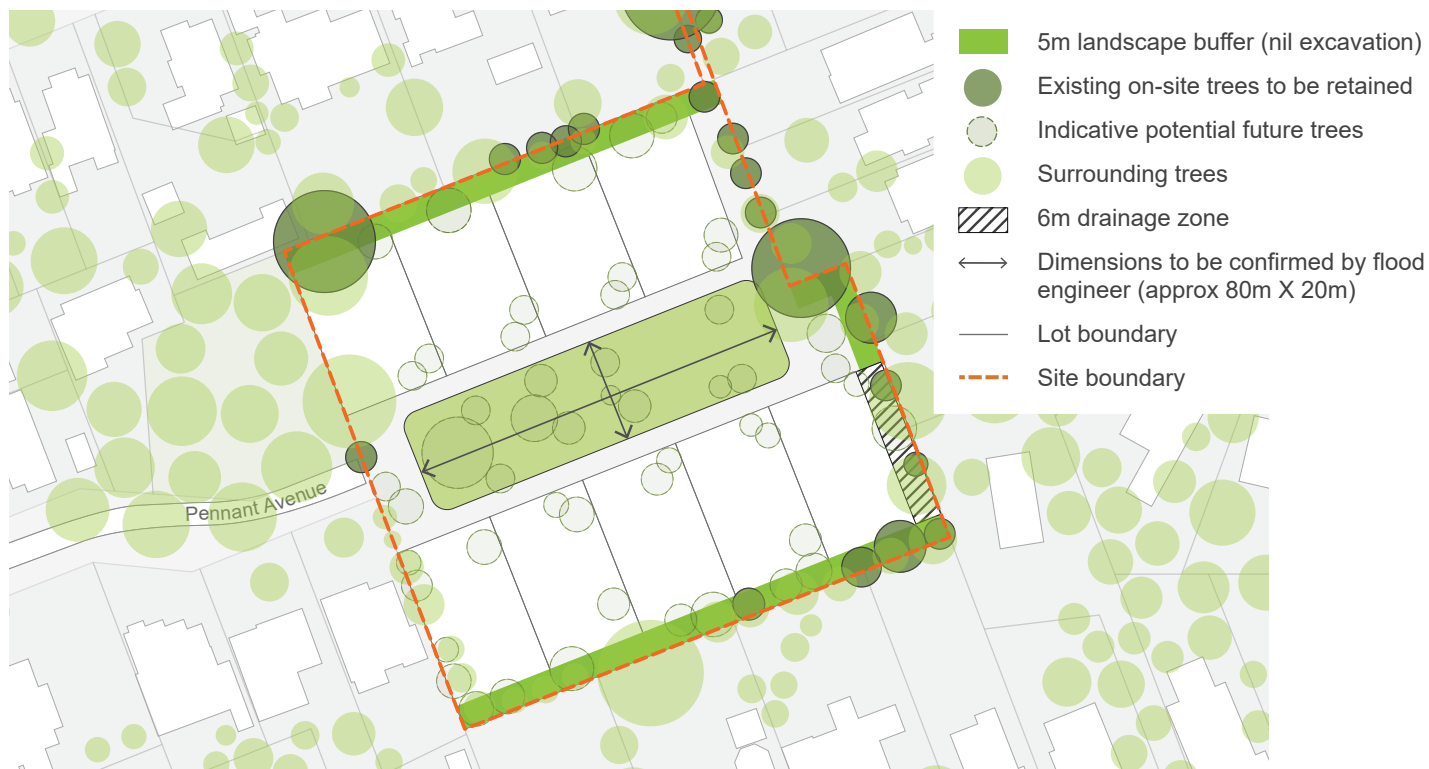 5m landscape buffer (nil excavation)
Existing on-site trees to be retained
Indicative potential future trees
Surrounding trees
6m drainage zone
Dimensions to be confirmed by flood
engineer (approx 80m X 20m)
Lot boundary
Site boundary
Pennant Avenue